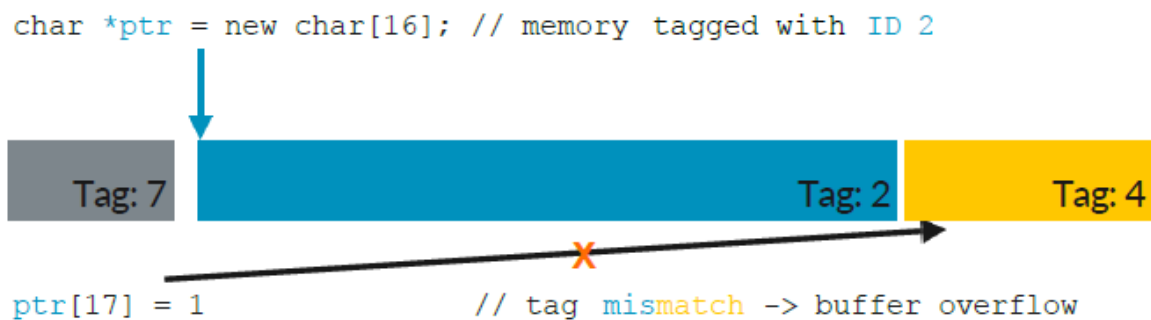 char *ptr = new char[16]; // memory tagged with ID 2
Tag: 7 Tag: 2 Tag: 4
X
ptr[17] = 1 // tag mismatch -> buffer overflow